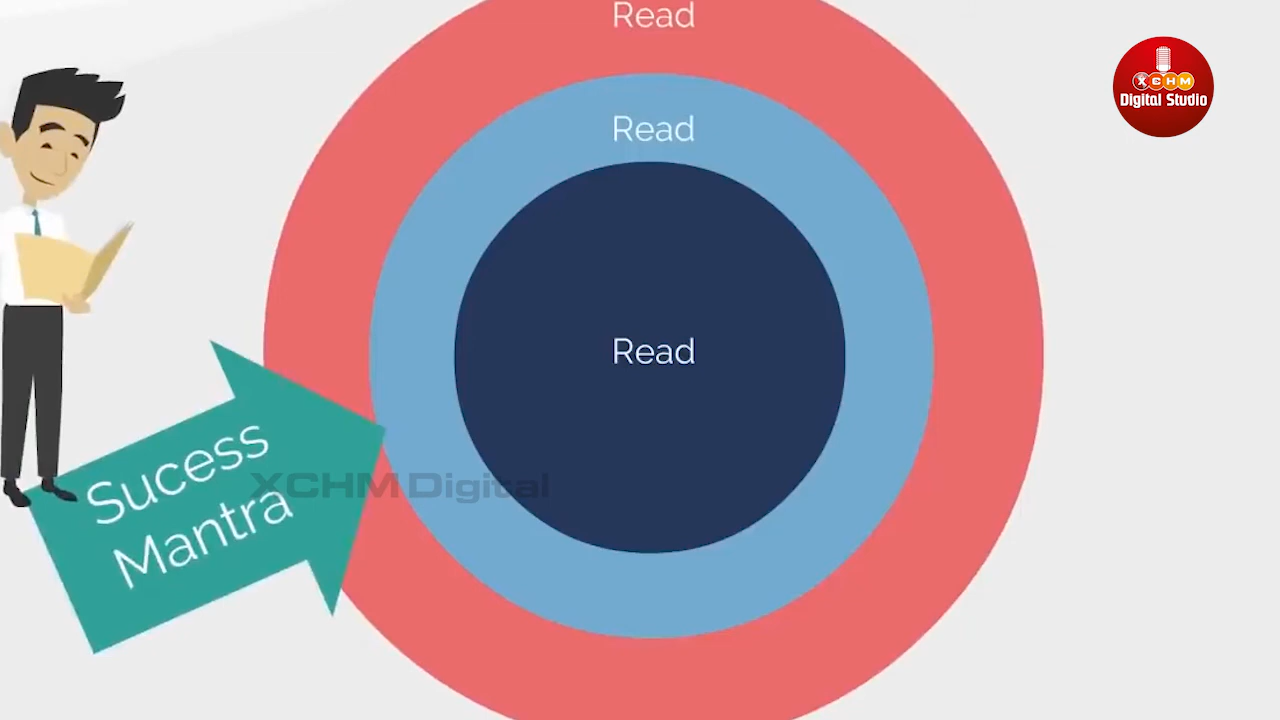 Read
XCHM
Digital Studio
Read
Read
Sucess
Mantra
XCHM Digital